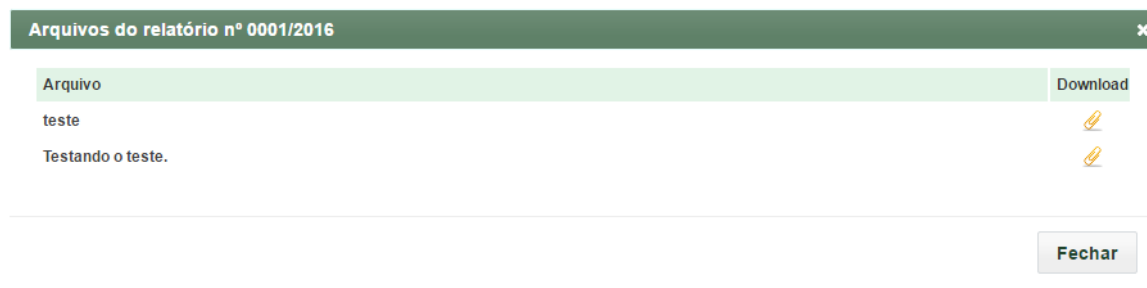 Arquivos do relatório nº 0001/2016
Arquivo Download
teste
Testando o teste.
Fechar